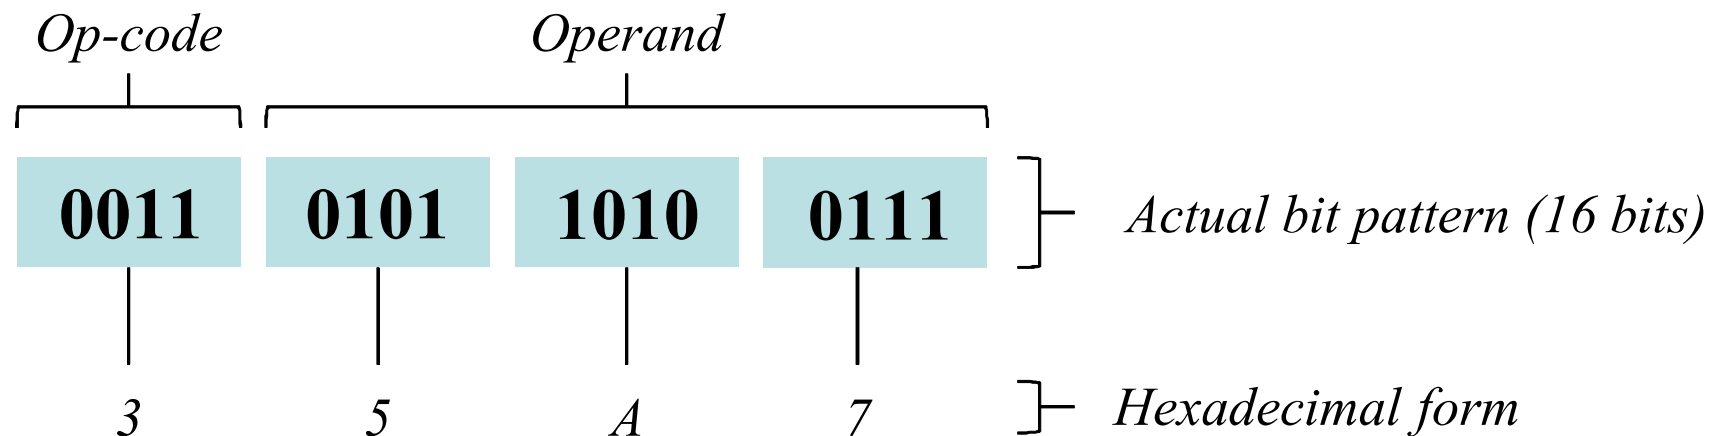 Op-code Operand
0011 0101 1010 0111 Actual bit pattern (16 bits)
3 5 A 7 Hexadecimal form